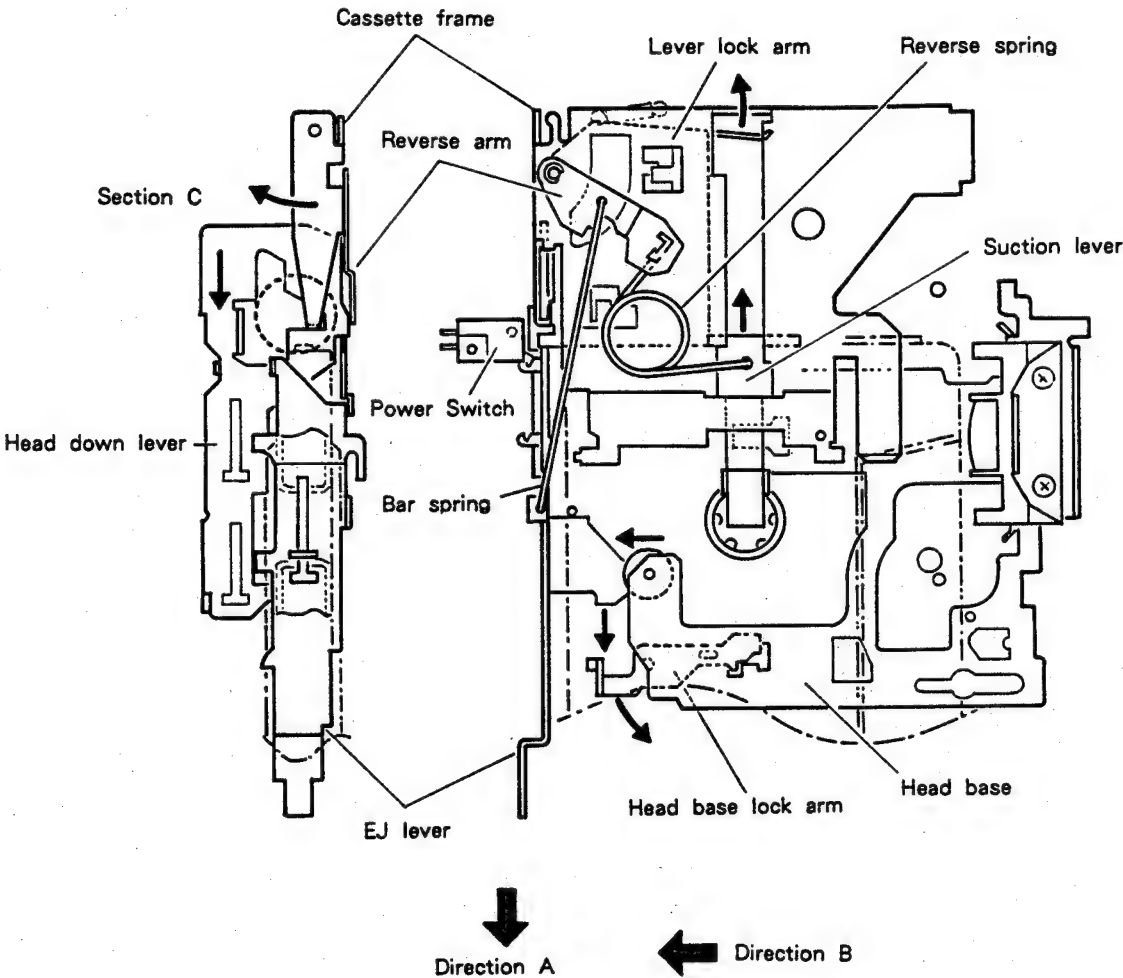 Cassette frame
Lever lock arm
Reverse spring
Reverse arm
Section C
Suction lever
Power Switch
Head down lever
Bar spring
Head base
Head base lock arm
EJ lever
Direction A
Direction B